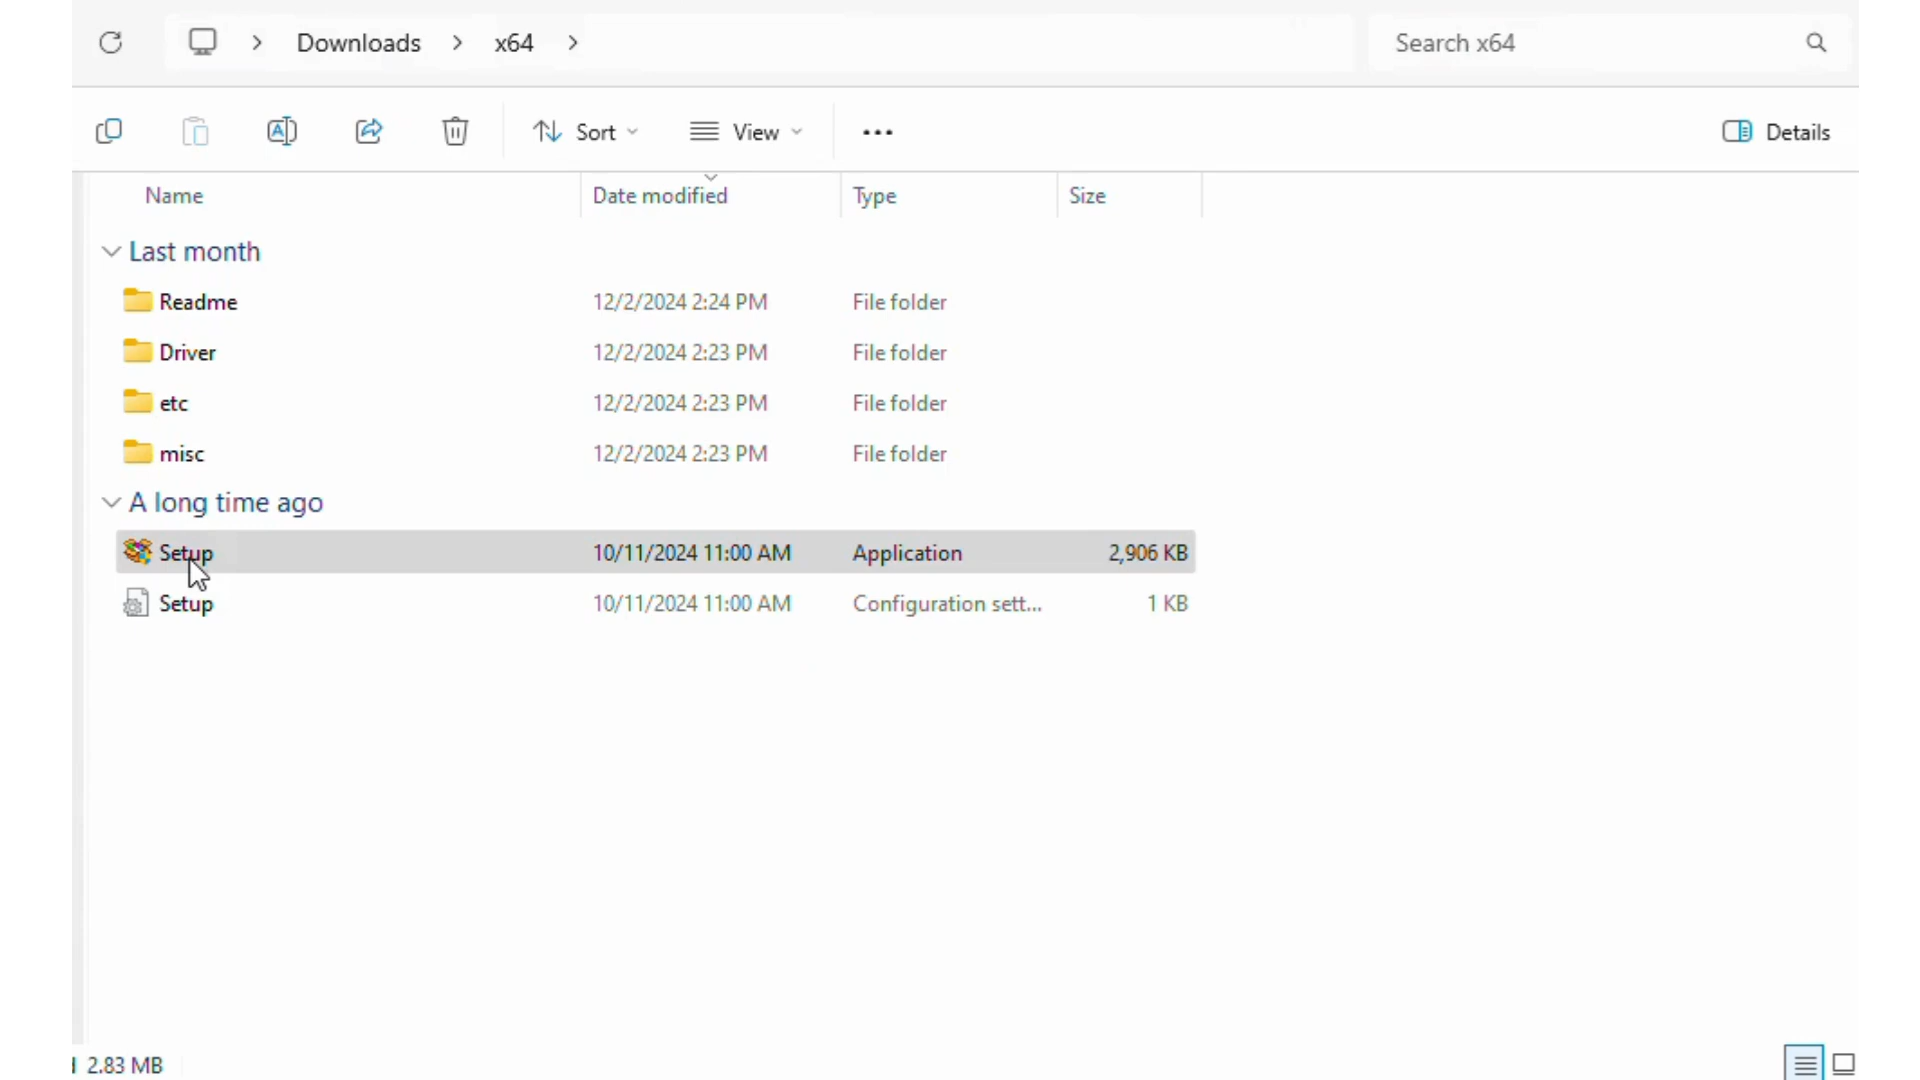 Downloads > x64 >
Search x64
Sort
View
Details
Name Date modified Type Size
Last month
Readme 12/2/2024 2:24 PM File folder
Driver 12/2/2024 2:23 PM File folder
etc 12/2/2024 2:23 PM File folder
misc 12/2/2024 2:23 PM File folder
A long time ago
Setup 10/11/2024 11:00 AM Application 2,906 KB
Setup 10/11/2024 11:00 AM Configuration sett... 1 KB
2.83 MB